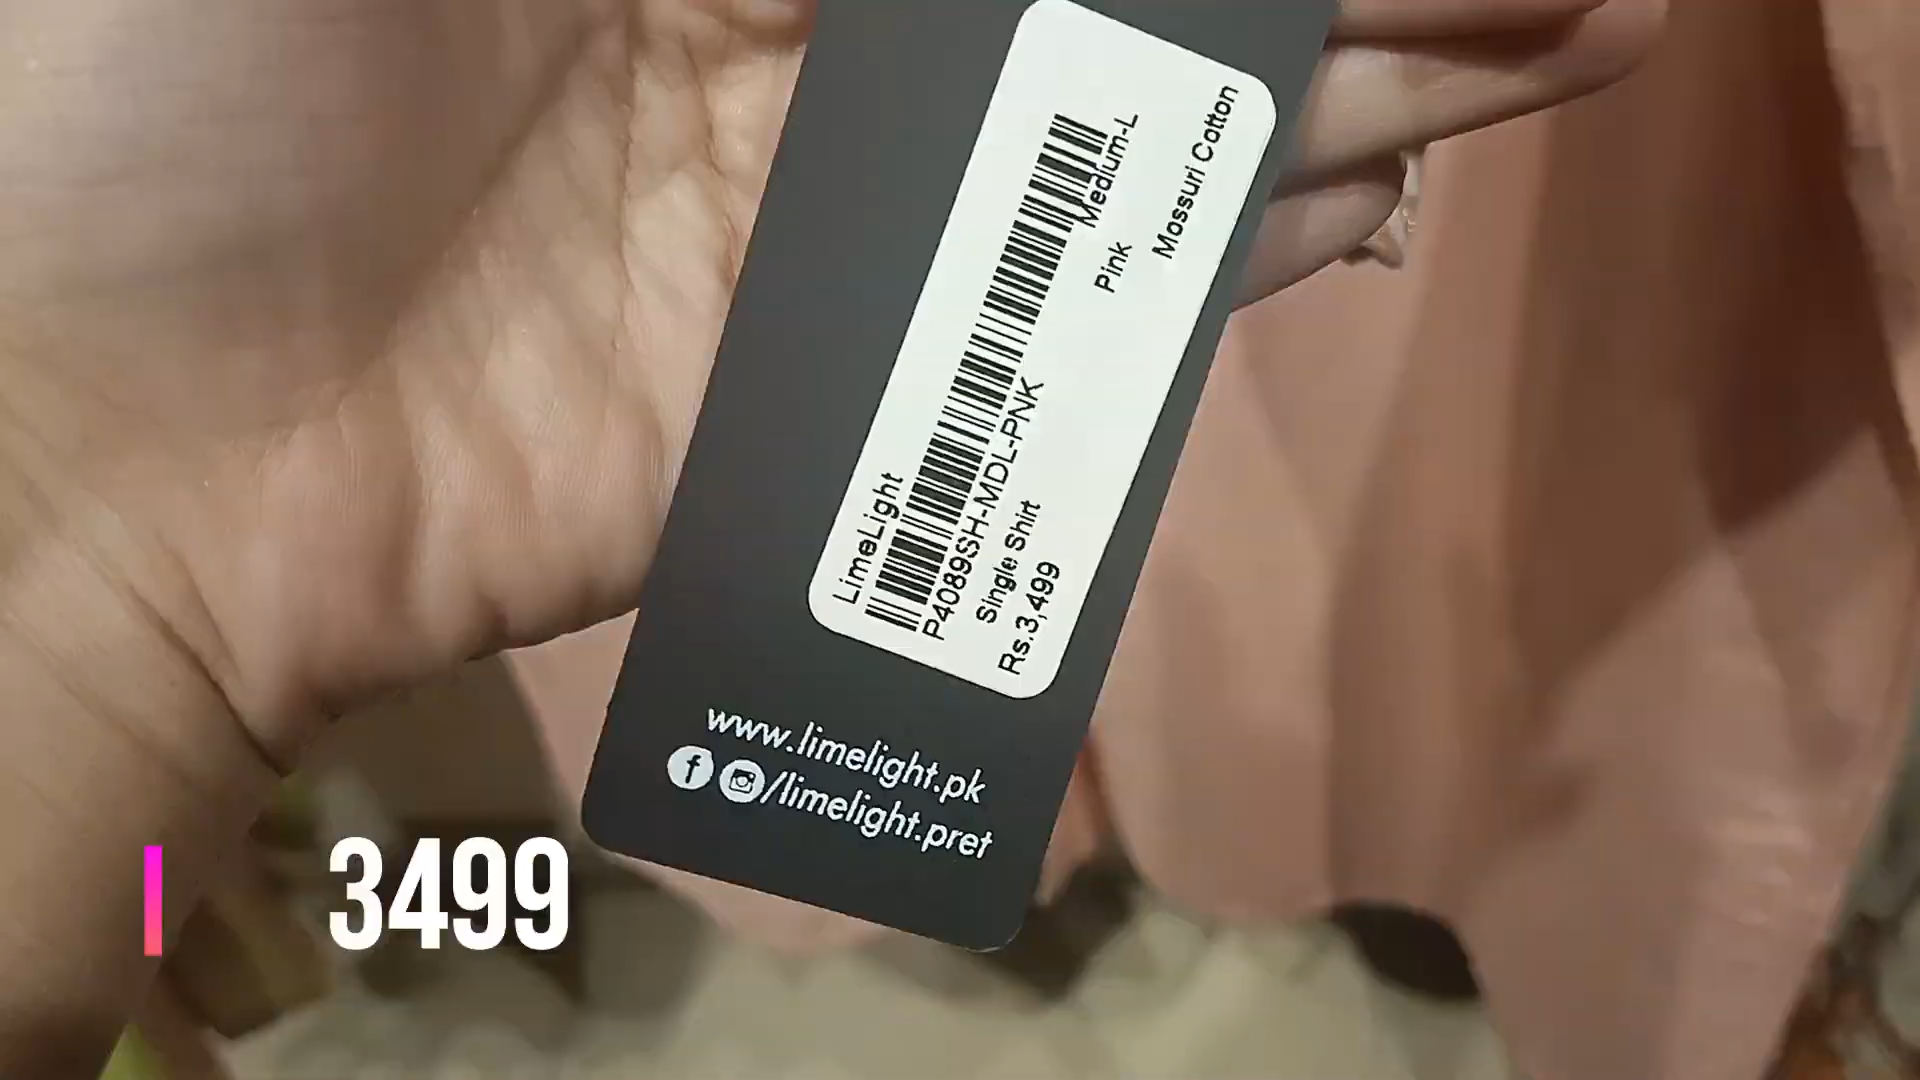 LimeLight
P4089SH-MDL-PNK
Medium-L
Single Shirt
Pink
Rs.3,499
Mossuri Cotton
www.limelight.pk
/limelight.pret
3499